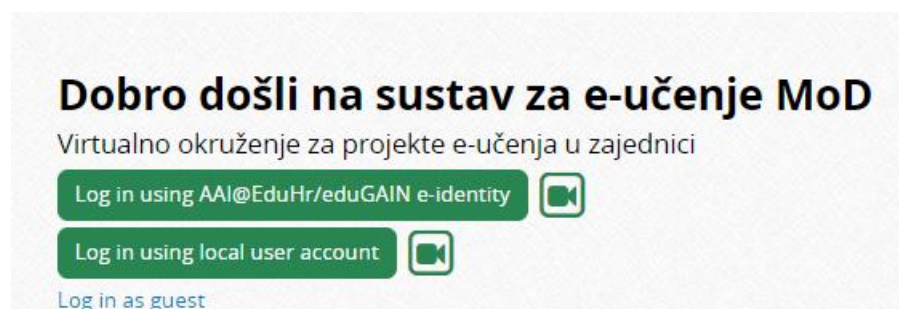 Dobro došli na sustav za e-učenje MoD
Virtualno okruženje za projekte e-učenja u zajednici
Log in using AAI@EduHr/eduGAIN e-identity
Log in using local user account
Log in as guest